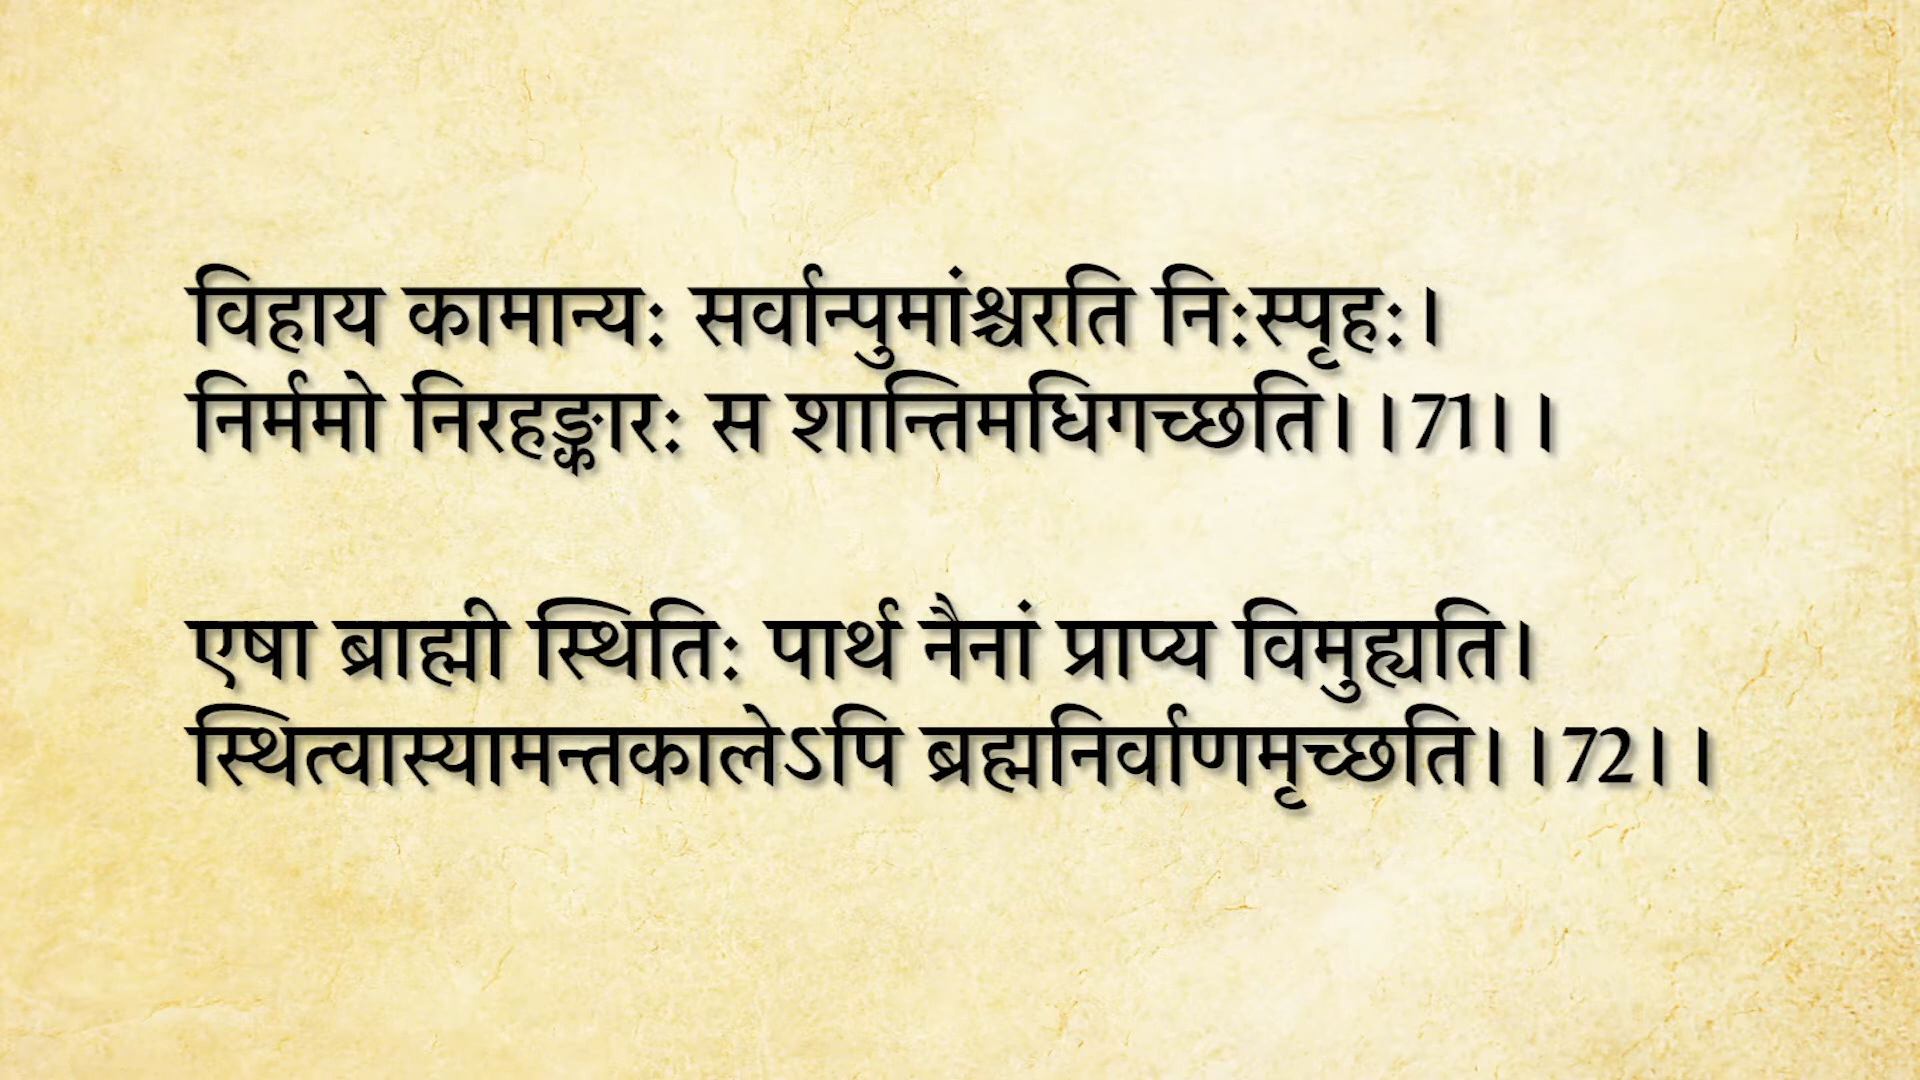 विहाय कामान्यः सर्वान्पुमांश्चरति निःस्पृहः।
निर्ममो निरहङ्कारः स शान्तिमधिगच्छति।।71।।
एषा ब्राह्मी स्थितिः पार्थ नैनां प्राप्य विमुह्यति।
स्थित्वास्यामन्तकालेऽपि ब्रह्मनिर्वाणमृच्छति।।72।।